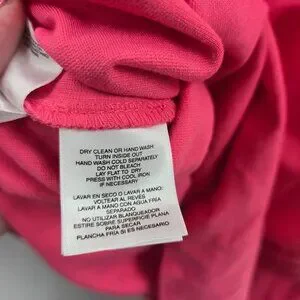 DRY CLEAN OR HAND WASH
TURN INSIDE OUT
HAND WASH COLD SEPARATELY
DO NOT BLEACH
LAY FLAT TO DRY
PRESS WITH COOL IRON
IF NECESSARY
LAVAR EN SECO O LAVAR A MANO:
VOLTEAR AL REVÉS
LAVAR A MANO CON AGUA FRIA
SEPARADO
NO UTILIZAR BLANQUEADOR
ESTIRE SOBRE SUPERFICIE PLANA
PARA SECAR
PLANCHA FRÍA SI ES NECESARIO